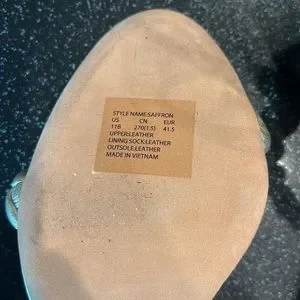 STYLE NAME:SAFFRON
US CN EUR
11B 270(1.5) 41.5
UPPER:LEATHER
LINING SOCK:LEATHER
OUTSOLE:LEATHER
MADE IN VIETNAM